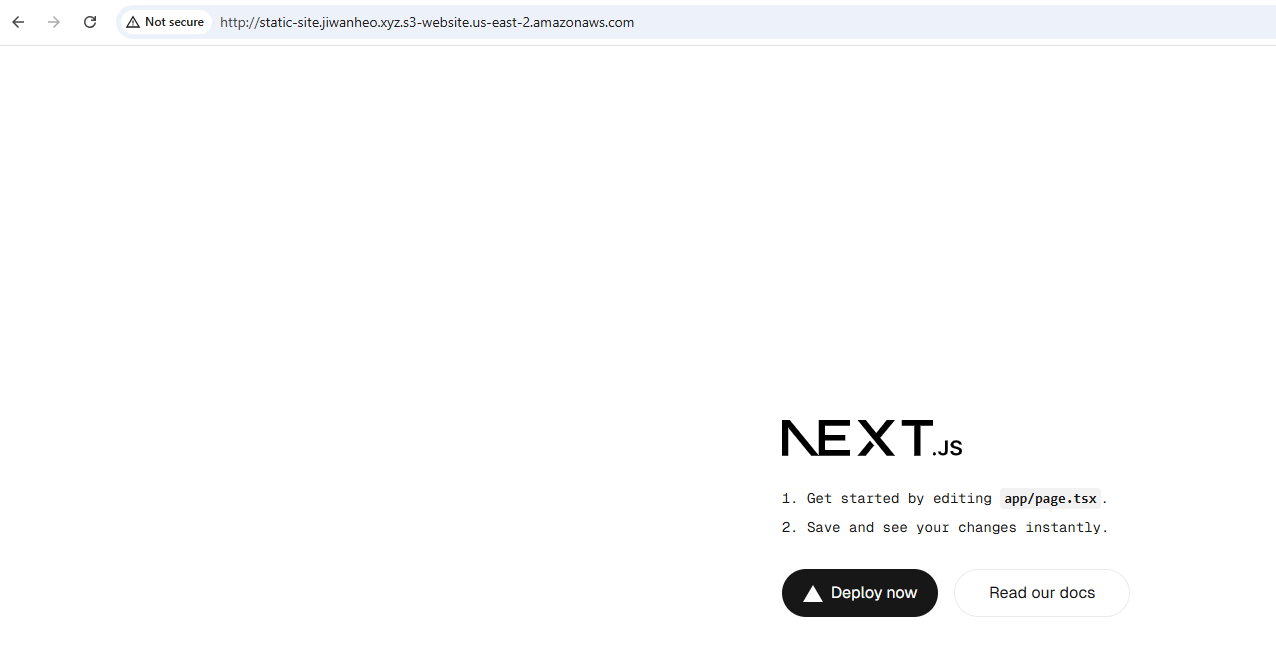 Not secure http://static-site.jiwanheo.xyz.s3-website.us-east-2.amazonaws.com
NEXT.JS
1. Get started by editing app/page.tsx.
2. Save and see your changes instantly.
Deploy now Read our docs